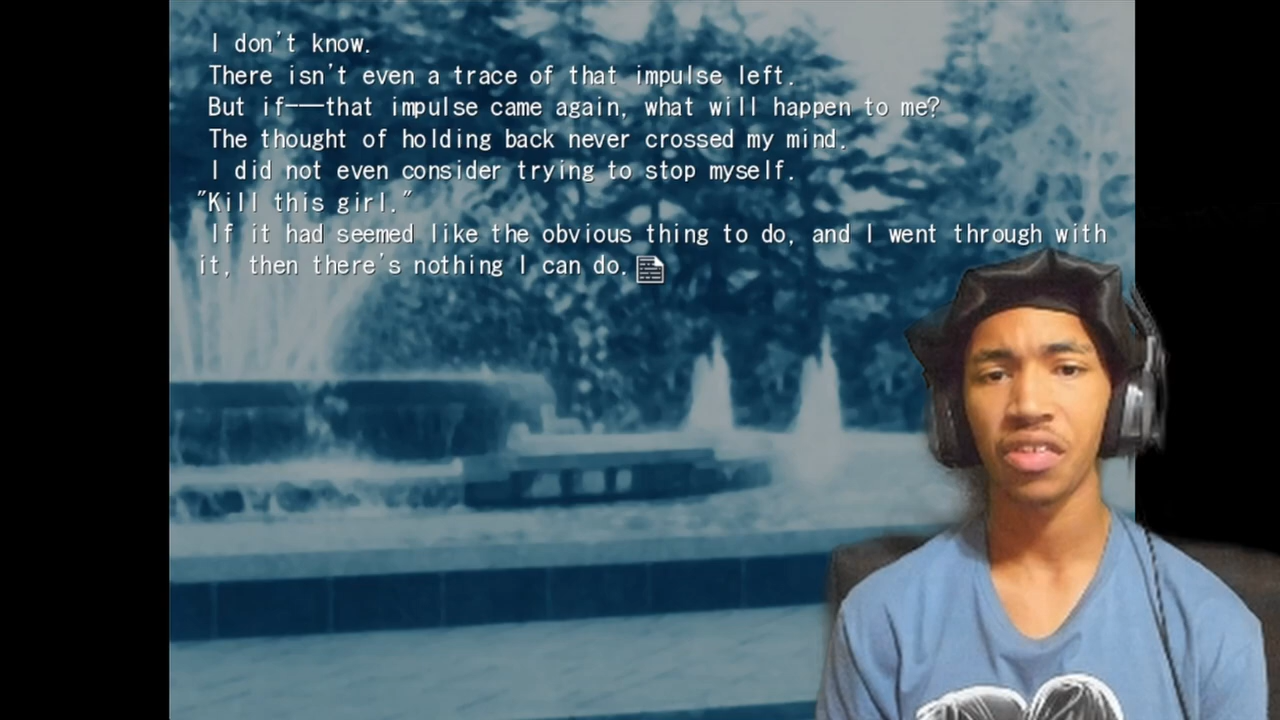 I don't know.
There isn't even a trace of that impulse left.
But if──that impulse came again, what will happen to me?
The thought of holding back never crossed my mind.
I did not even consider trying to stop myself.
"Kill this girl."
If it had seemed like the obvious thing to do, and I went through with
it, then there's nothing I can do.